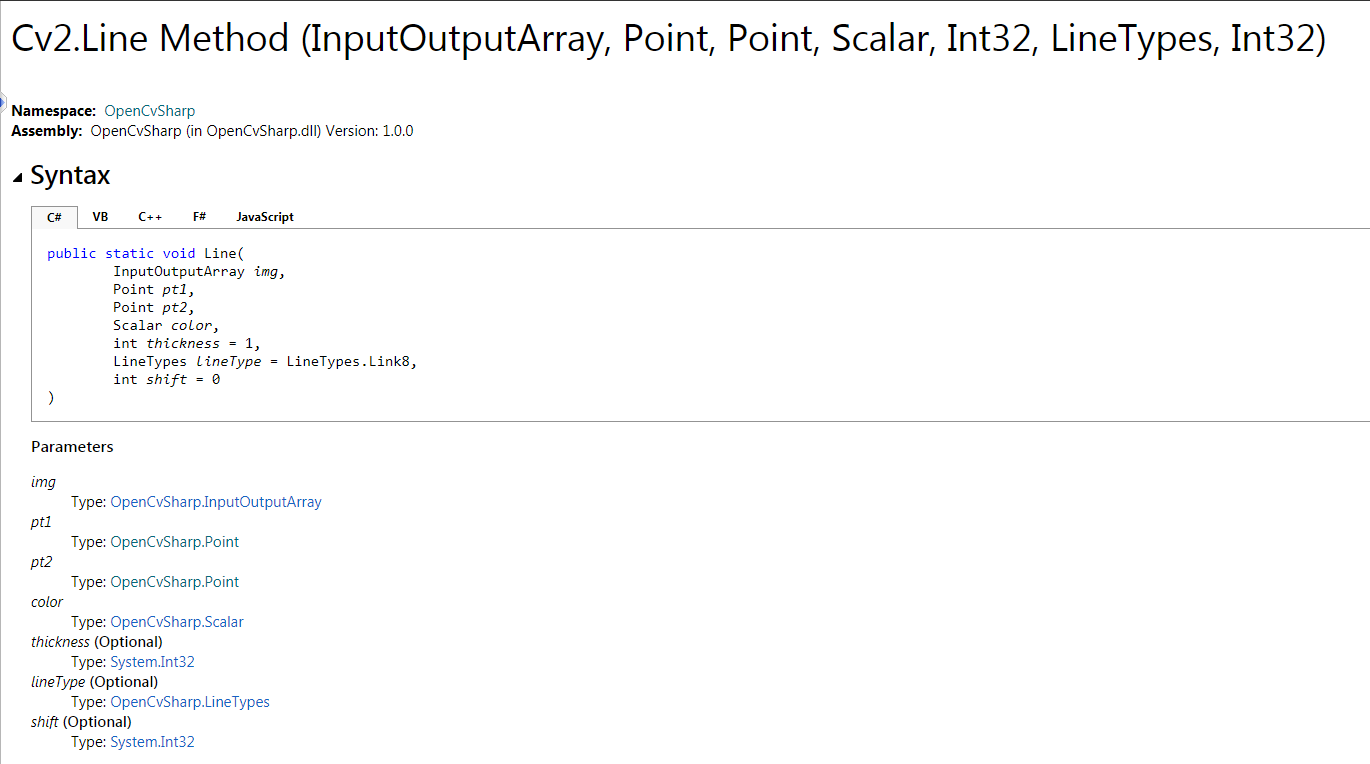 Cv2.Line Method (InputOutputArray, Point, Point, Scalar, Int32, LineTypes, Int32)
Namespace: OpenCvSharp
Assembly: OpenCvSharp (in OpenCvSharp.dll) Version: 1.0.0
Syntax
C# VB C++ F# JavaScript
public static void Line(
InputOutputArray img,
Point pt1,
Point pt2,
Scalar color,
int thickness = 1,
LineTypes lineType = LineTypes.Link8,
int shift = 0
)
Parameters
img
Type: OpenCvSharp.InputOutputArray
pt1
Type: OpenCvSharp.Point
pt2
Type: OpenCvSharp.Point
color
Type: OpenCvSharp.Scalar
thickness (Optional)
Type: System.Int32
lineType (Optional)
Type: OpenCvSharp.LineTypes
shift (Optional)
Type: System.Int32